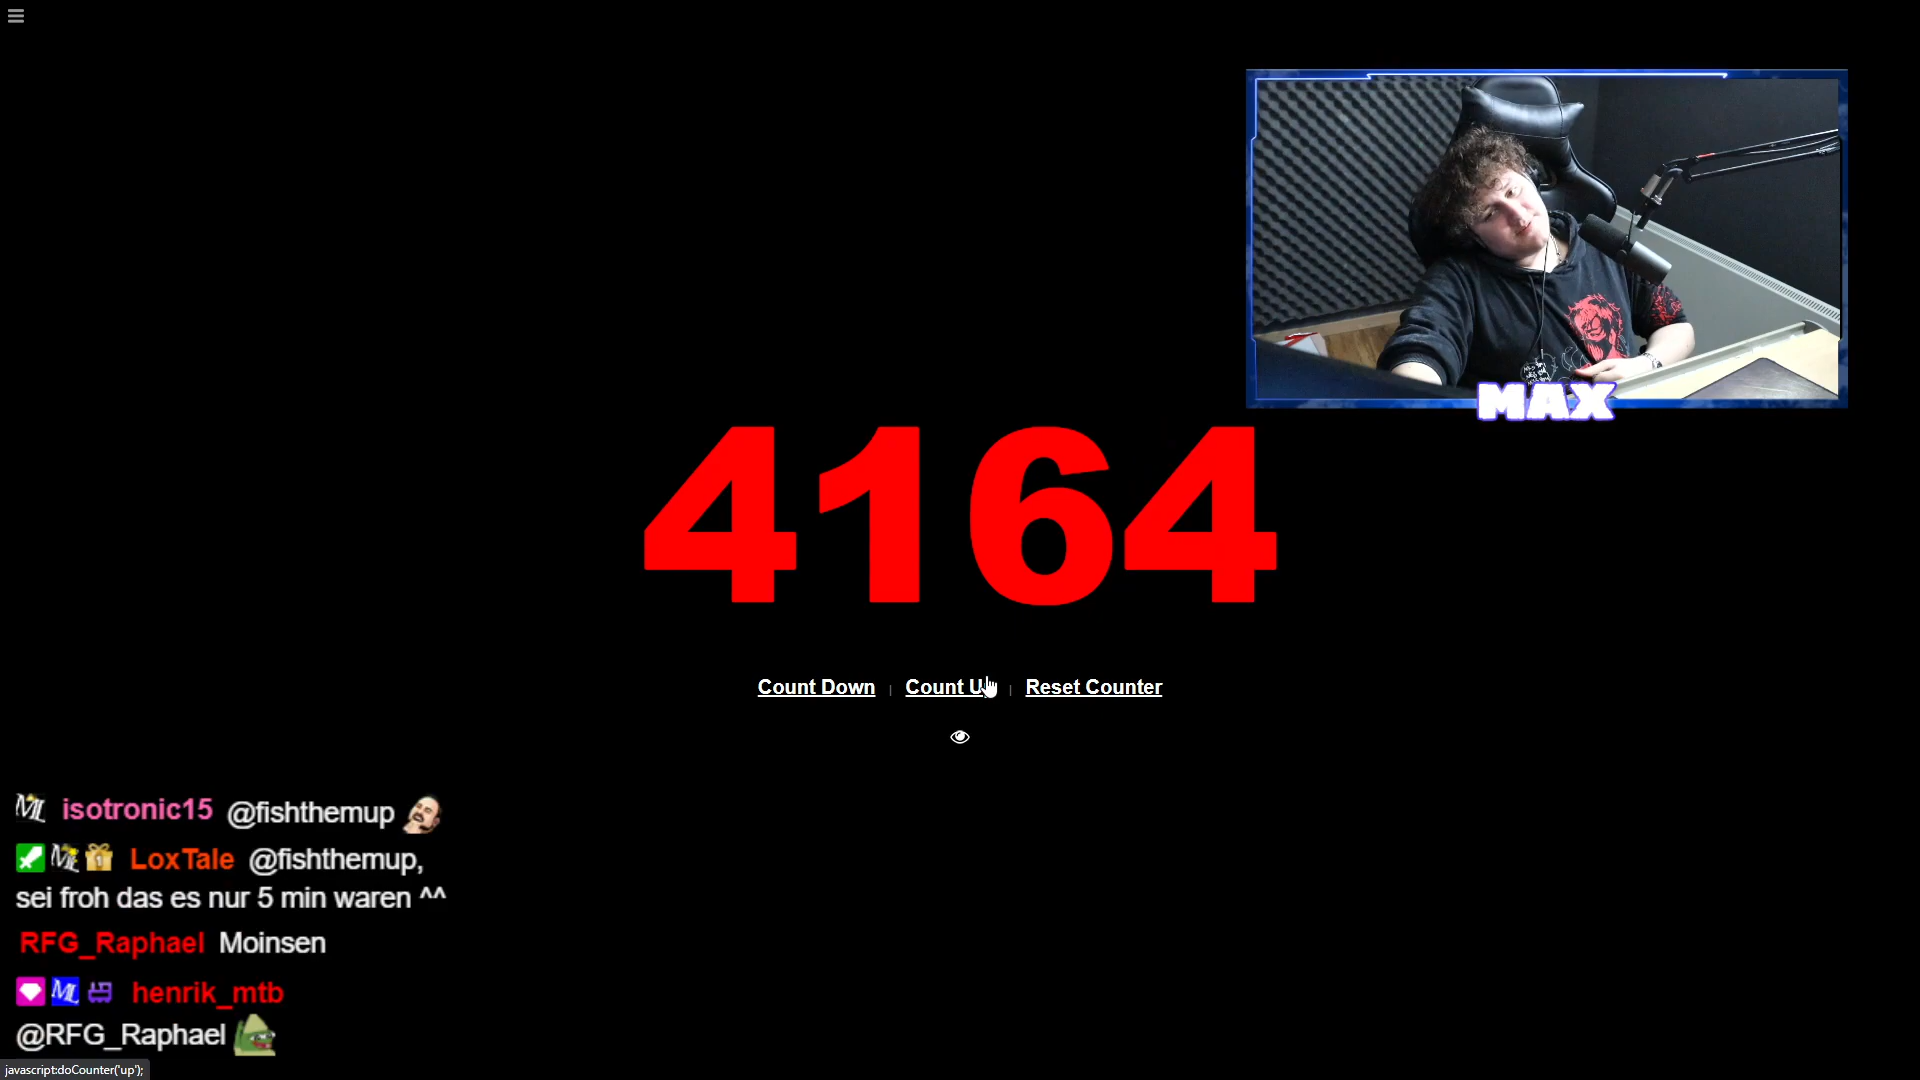 MAX
4164
Count Down | Count Up | Reset Counter
isotronic15 @fishthemup
LoxTale @fishthemup,
sei froh das es nur 5 min waren ^^
RFG_Raphael Moinsen
henrik_mtb
@RFG_Raphael
javascript:doCounter('up');